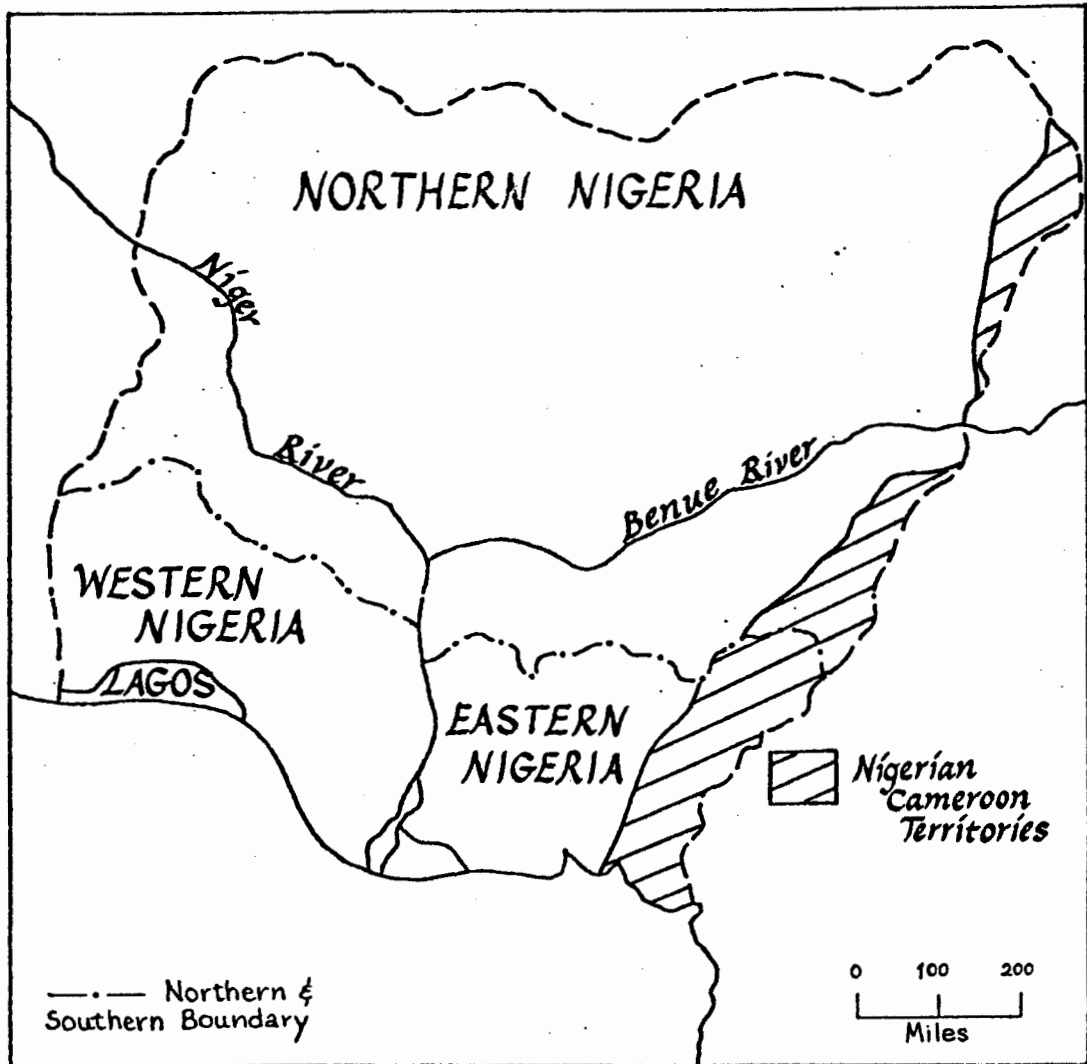 NORTHERN NIGERIA
Niger
River
Benue River
WESTERN
NIGERIA
LAGOS
EASTERN
NIGERIA
Nigerian
Cameroon
Territories
Northern &
Southern Boundary
0 100 200
Miles